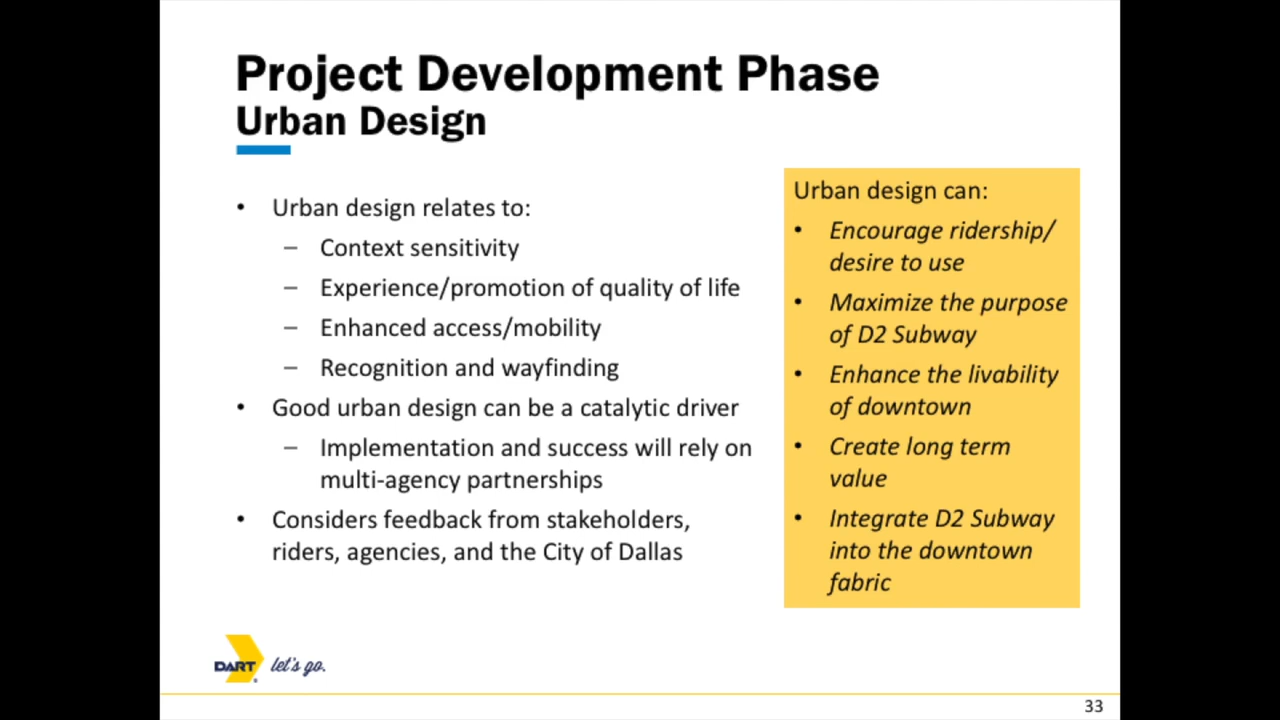 Project Development Phase
Urban Design
• Urban design relates to:
– Context sensitivity
– Experience/promotion of quality of life
– Enhanced access/mobility
– Recognition and wayfinding
• Good urban design can be a catalytic driver
– Implementation and success will rely on
multi-agency partnerships
• Considers feedback from stakeholders,
riders, agencies, and the City of Dallas
Urban design can:
• Encourage ridership/
desire to use
• Maximize the purpose
of D2 Subway
• Enhance the livability
of downtown
• Create long term
value
• Integrate D2 Subway
into the downtown
fabric
DART let's go.
33